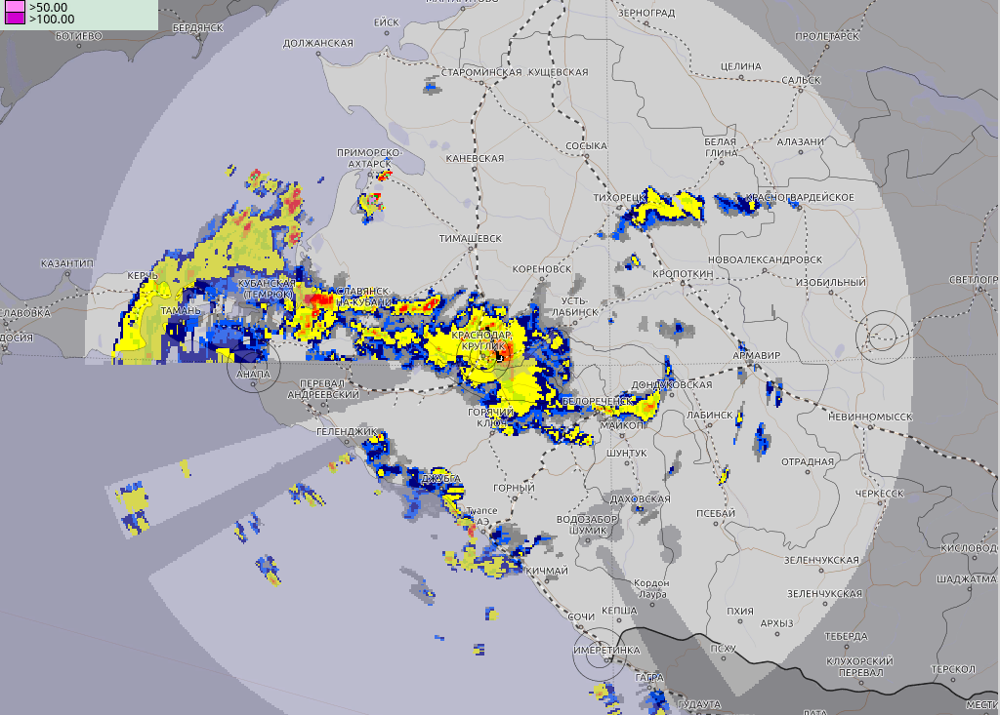 >50.00
>100.00
МАРИУПОЛЬ
БЕРДЯНСК
БОТИЕВО
ЕЙСК
ЗЕРНОГРАД
ДОЛЖАНСКАЯ
ПРОЛЕТАРСК
СТАРОМИНСКАЯ
КУЩЕВСКАЯ
ЦЕЛИНА
САЛЬСК
ПРИМОРСКО-
АХТАРСК
КАНЕВСКАЯ
СОСЫКА
БЕЛАЯ
ГЛИНА
АЛАЗАНИ
ТИХОРЕЦК
КРАСНОГВАРДЕЙСКОЕ
ТИМАШЕВСК
КАЗАНТИП
КЕРЧЬ
КУБАНСКАЯ
(ТЕМРЮК)
СЛАВЯНСК
НА-КУБАНИ
КОРЕНОВСК
КРОПОТКИН
НОВОАЛЕКСАНДРОВСК
ИЗОБИЛЬНЫЙ
СВЕТЛОГР
СЛАВОВКА
ТАМАНЬ
УСТЬ-
ЛАБИНСК
ДОСИЯ
КРАСНОДАР,
КРУГЛИК
АРМАВИР
АНАПА
ПЕРЕВАЛ
АНДРЕЕВСКИЙ
ДОНДУКОВСКАЯ
БЕЛОРЕЧЕНСК
ГОРЯЧИЙ
КЛЮЧ
МАЙКОП
ЛАБИНСК
НЕВИННОМЫССК
ГЕЛЕНДЖИК
ШУНТУК
ОТРАДНАЯ
ДЖУБГА
ГОРНЫЙ
ДАХОВСКАЯ
ЧЕРКЕССК
Туапсе
АЭ
ВОДОЗАБОР
ШУМИК
ПСЕБАЙ
КИСЛОВОД
КИЧМАЙ
ЗЕЛЕНЧУКСКАЯ
ШАДЖАТМА
Кордон
Лаура
ЗЕЛЕНЧУКСКАЯ
СОЧИ
КЕПША
ПХИЯ
АРХЫЗ
ТЕБЕРДА
ИМЕРЕТИНКА
ПСХУ
КЛУХОРСКИЙ
ПЕРЕВАЛ
ТЕРСКОЛ
ГАГРА
ГУДАУТА
МЕСТИ